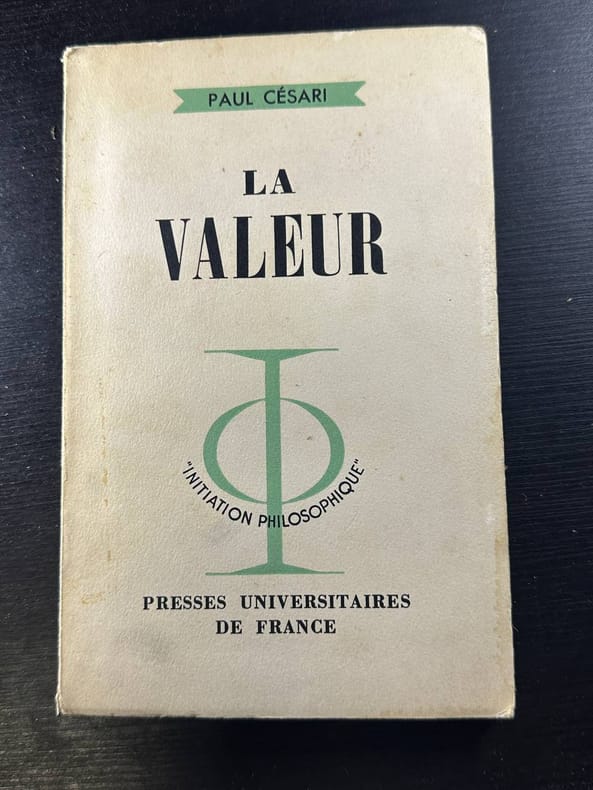 PAUL CÉSARI
LA
VALEUR
"INITIATION PHILOSOPHIQUE"
PRESSES UNIVERSITAIRES
DE FRANCE